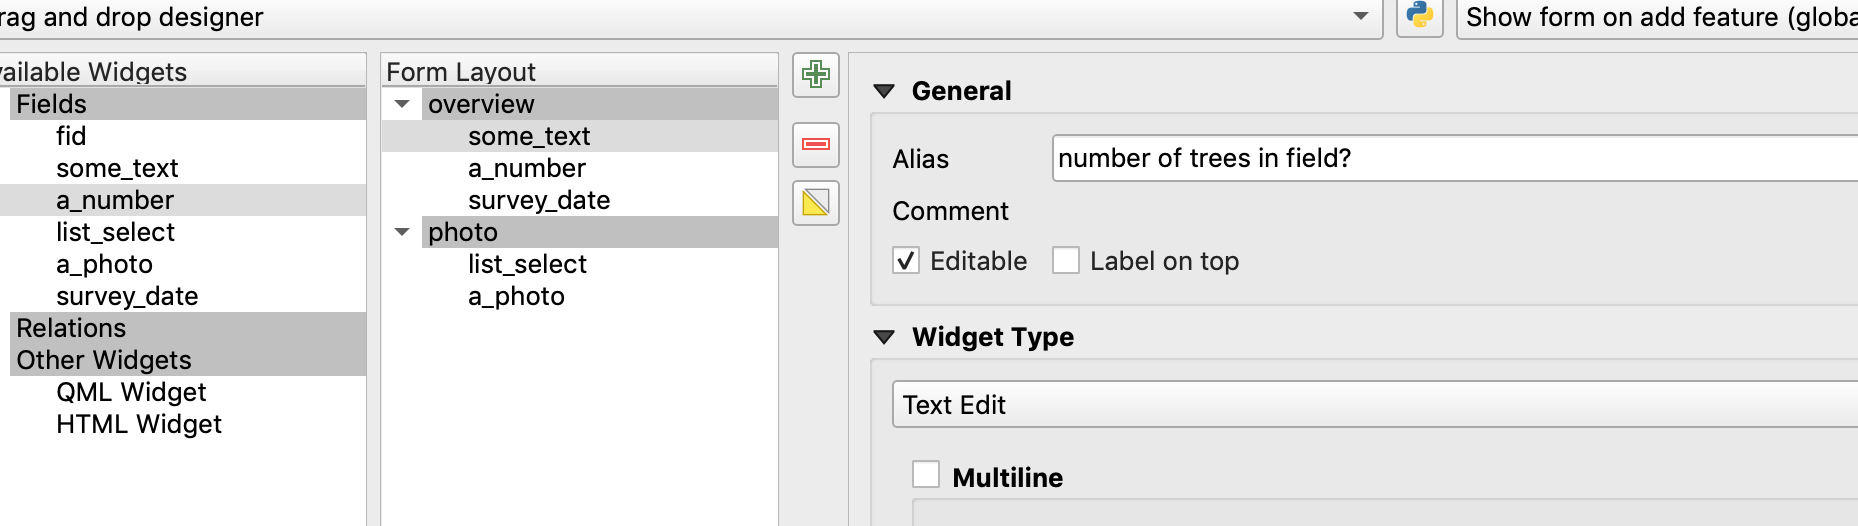 rag and drop designer
Show form on add feature (globa
ailable Widgets
Fields
fid
some_text
a_number
list_select
a_photo
survey_date
Relations
Other Widgets
QML Widget
HTML Widget
Form Layout
overview
some_text
a_number
survey_date
photo
list_select
a_photo
General
Alias
number of trees in field?
Comment
Editable
Label on top
Widget Type
Text Edit
Multiline